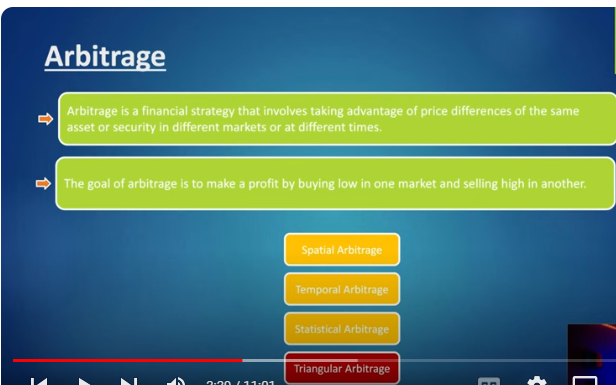 Arbitrage
Arbitrage is a financial strategy that involves taking advantage of price differences of the same
asset or security in different markets or at different times.
The goal of arbitrage is to make a profit by buying low in one market and selling high in another.
Spatial Arbitrage
Temporal Arbitrage
Statistical Arbitrage
Triangular Arbitrage